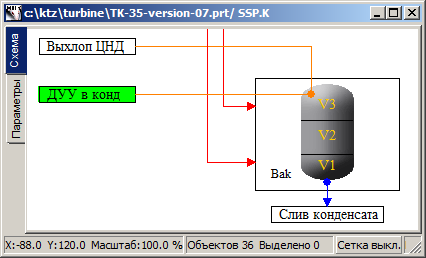 c:\ktz\turbine\TK-35-version-07.prt/ SSP.K
Схема
Параметры
Выхлоп ЦНД
ДУУ в конд
V3
V2
V1
Bak
Слив конденсата
X:-88.0 Y:120.0 Масштаб:100.0 % Объектов 36 Выделено 0 Сетка выкл.